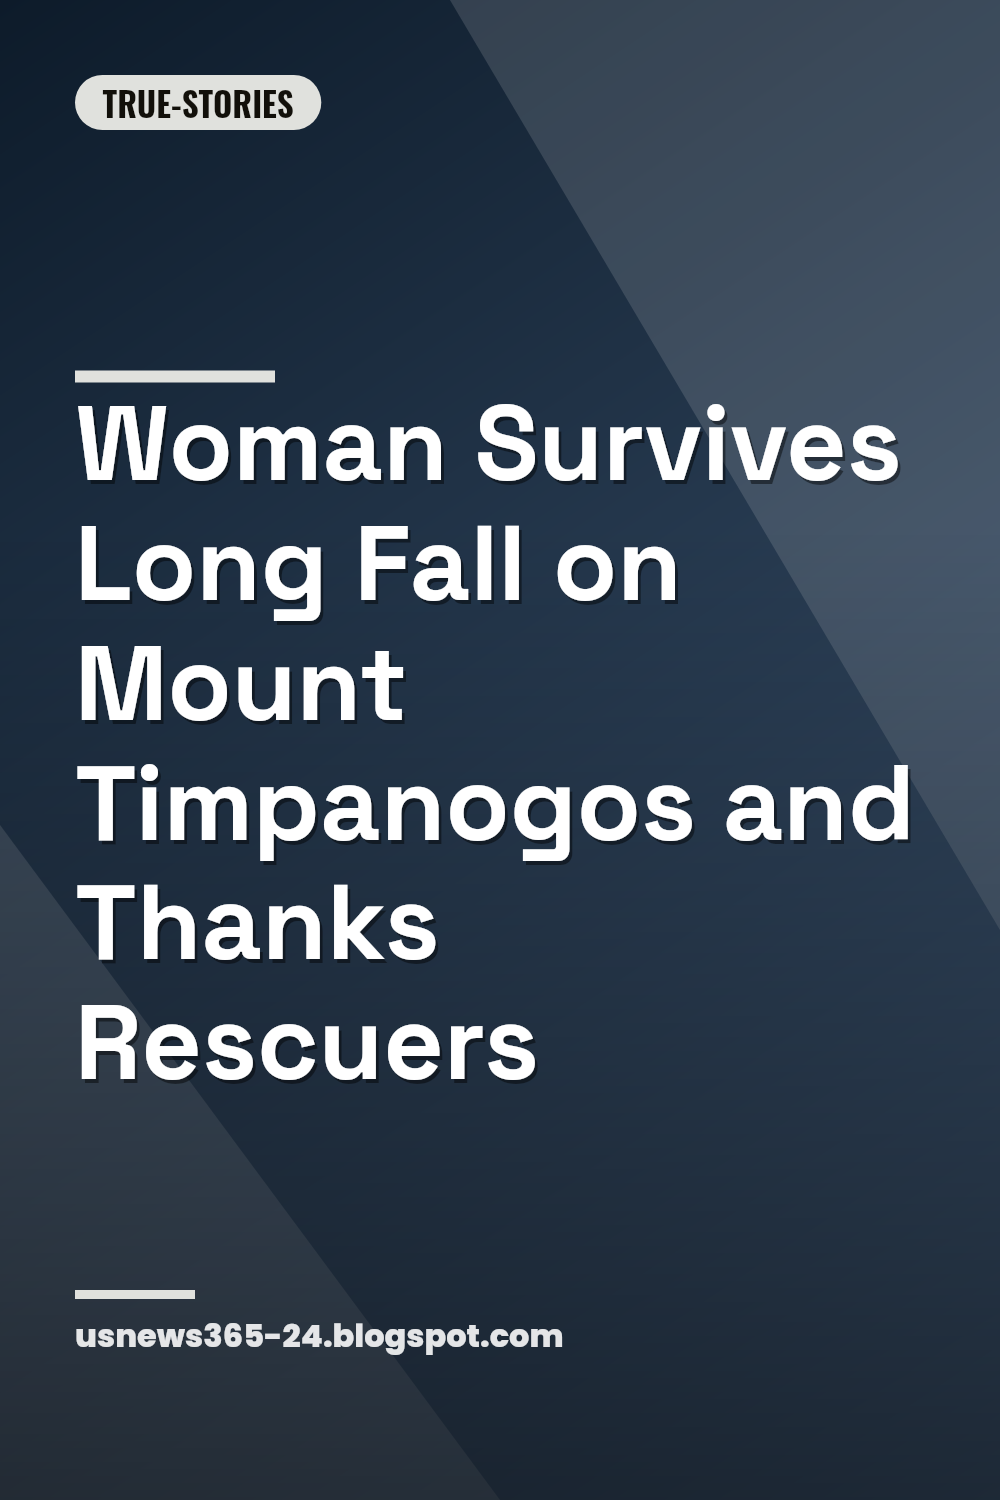 TRUE-STORIES
Woman Survives
Long Fall on
Mount
Timpanogos and
Thanks
Rescuers
usnews365-24.blogspot.com